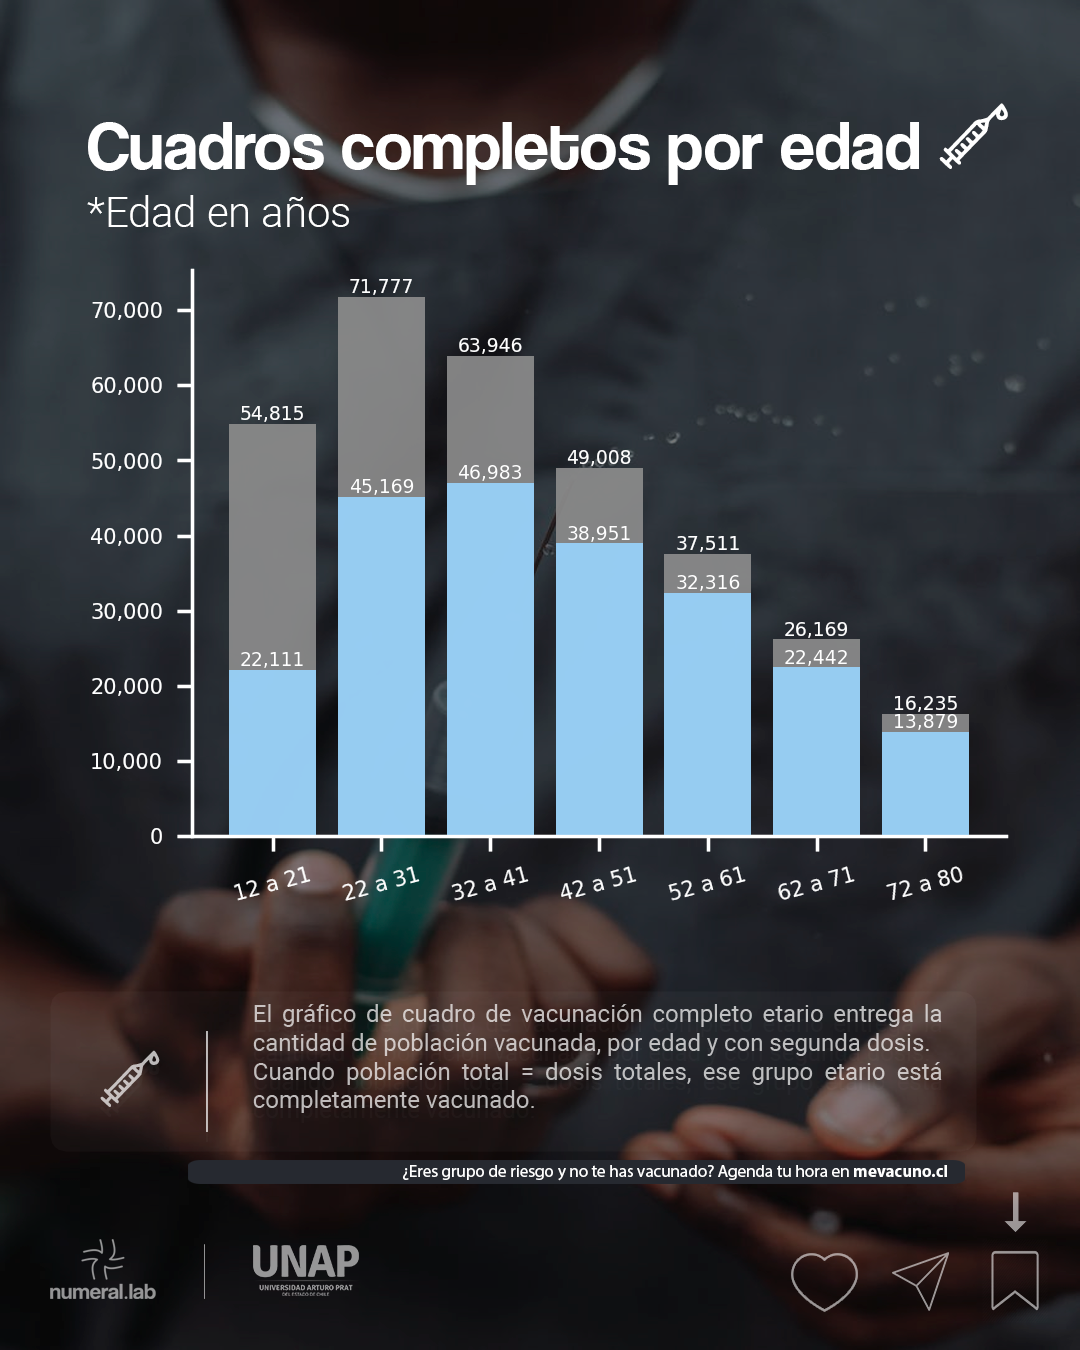 Cuadros completos por edad
*Edad en años
71,777
70,000
63,946
60,000
54,815
50,000
49,008
45,169
46,983
40,000
38,951
37,511
30,000
32,316
26,169
22,111
22,442
20,000
16,235
13,879
10,000
0
12 a 21
22 a 31
32 a 41
42 a 51
52 a 61
62 a 71
72 a 80
El gráfico de cuadro de vacunación completo etario entrega la
cantidad de población vacunada, por edad y con segunda dosis.
Cuando población total = dosis totales, ese grupo etario está
completamente vacunado.
¿Eres grupo de riesgo y no te has vacunado? Agenda tu hora en mevacuno.cl
numeral.lab
UNAP
UNIVERSIDAD ARTURO PRAT
DEL ESTADO DE CHILE